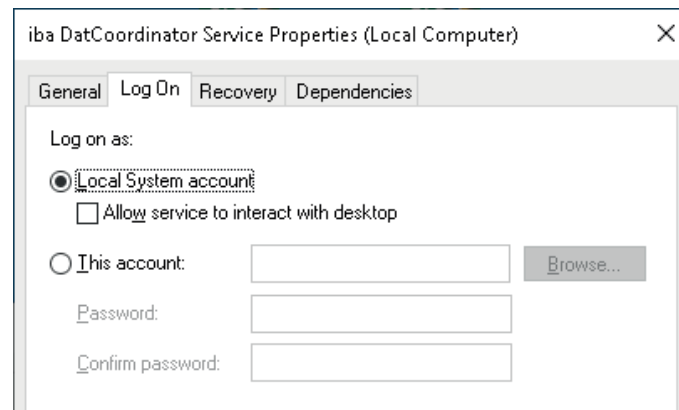 iba DatCoordinator Service Properties (Local Computer)
General Log On Recovery Dependencies
Log on as:
Local System account
Allow service to interact with desktop
This account: Browse...
Password:
Confirm password: